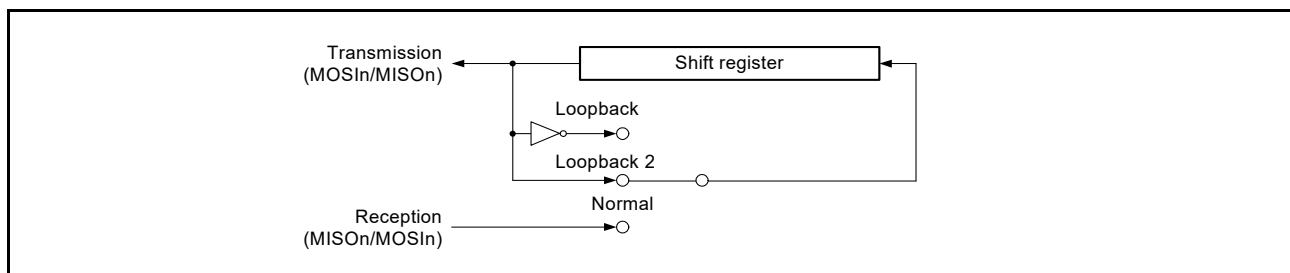 Transmission
(MOSIn/MISOn)
Shift register
Loopback
Loopback 2
Normal
Reception
(MISOn/MOSIn)